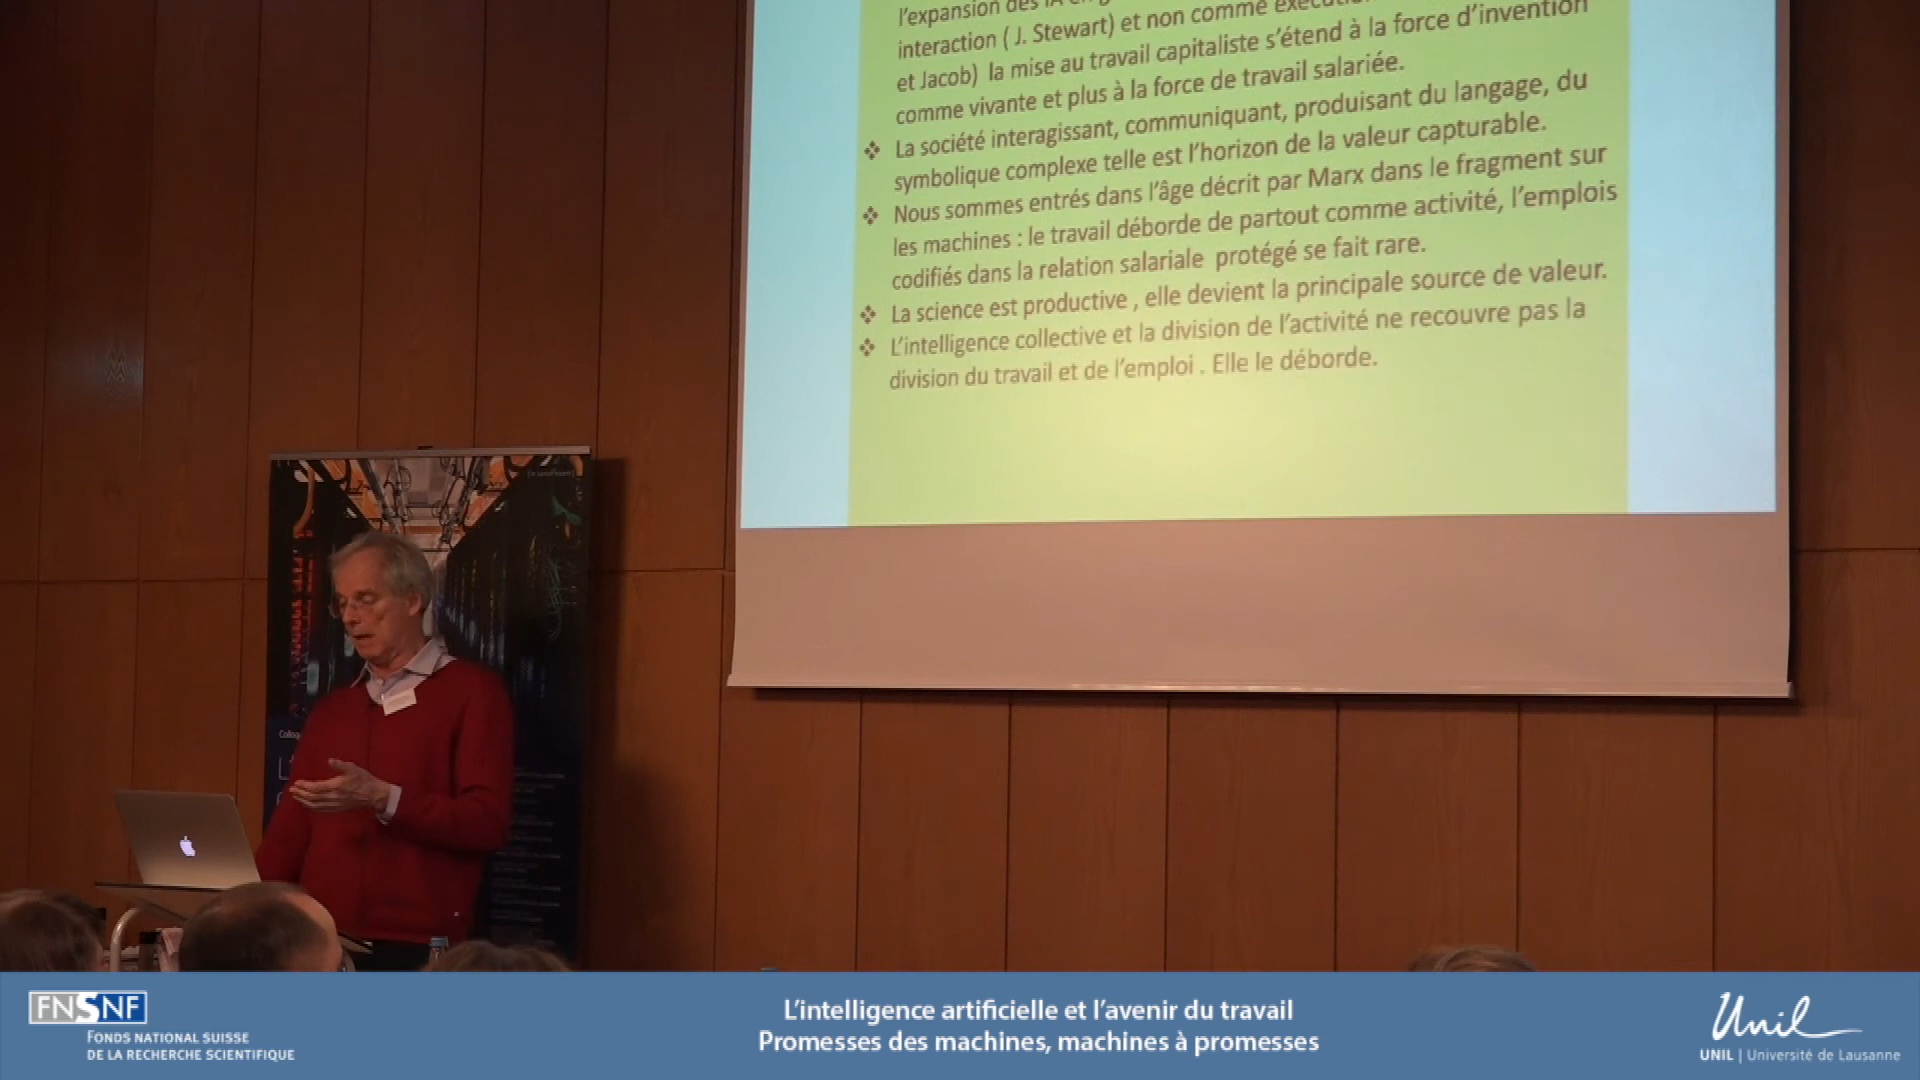 l'expansion des IA en
interaction ( J. Stewart) et non comme
et Jacob) la mise au travail capitaliste s'étend à la force d'invention
comme vivante et plus à la force de travail salariée.
❖ La société interagissant, communiquant, produisant du langage, du
symbolique complexe telle est l'horizon de la valeur capturable.
❖ Nous sommes entrés dans l'âge décrit par Marx dans le fragment sur
les machines : le travail déborde de partout comme activité, l'emplois
codifiés dans la relation salariale protégé se fait rare.
❖ La science est productive , elle devient la principale source de valeur.
❖ L'intelligence collective et la division de l'activité ne recouvre pas la
division du travail et de l'emploi . Elle le déborde.
FNSNF
FONDS NATIONAL SUISSE
DE LA RECHERCHE SCIENTIFIQUE
L'intelligence artificielle et l'avenir du travail
Promesses des machines, machines à promesses
Unil
UNIL | Université de Lausanne